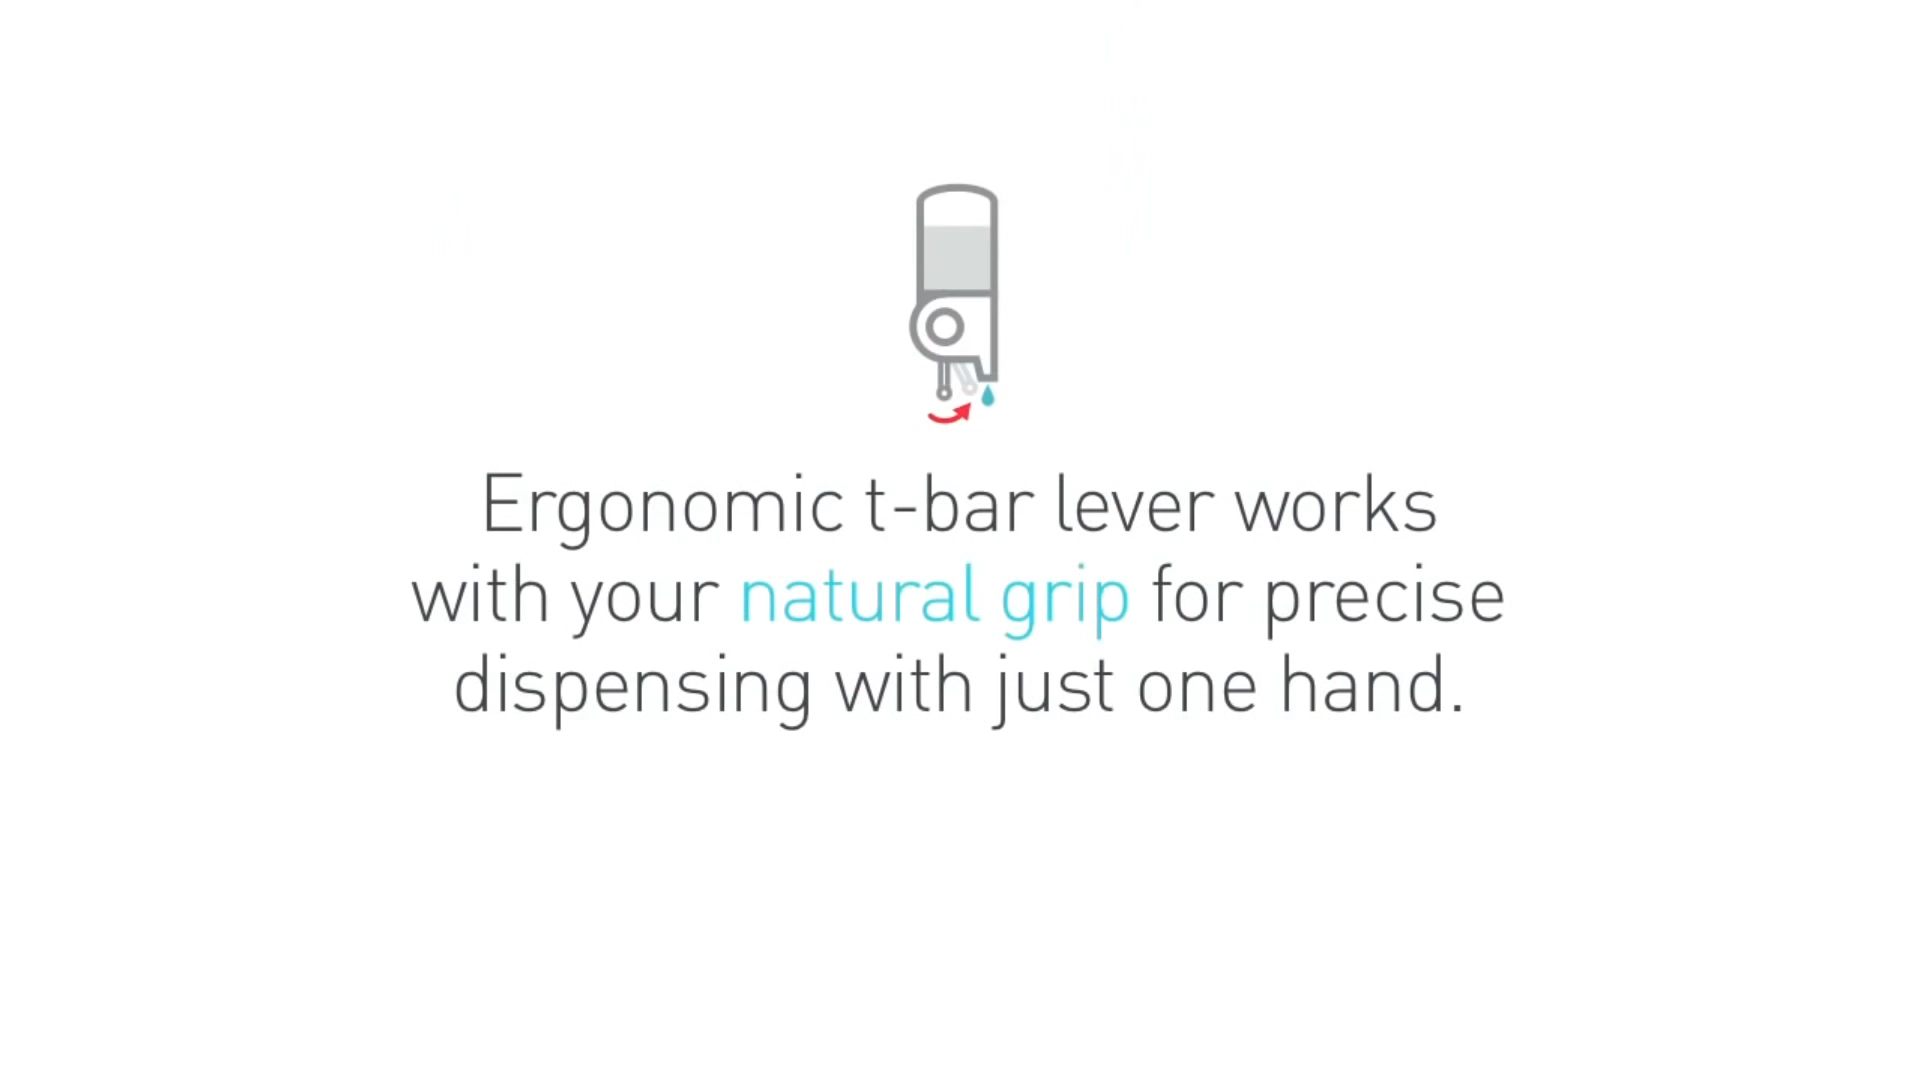 Ergonomic t-bar lever works
with your natural grip for precise
dispensing with just one hand.